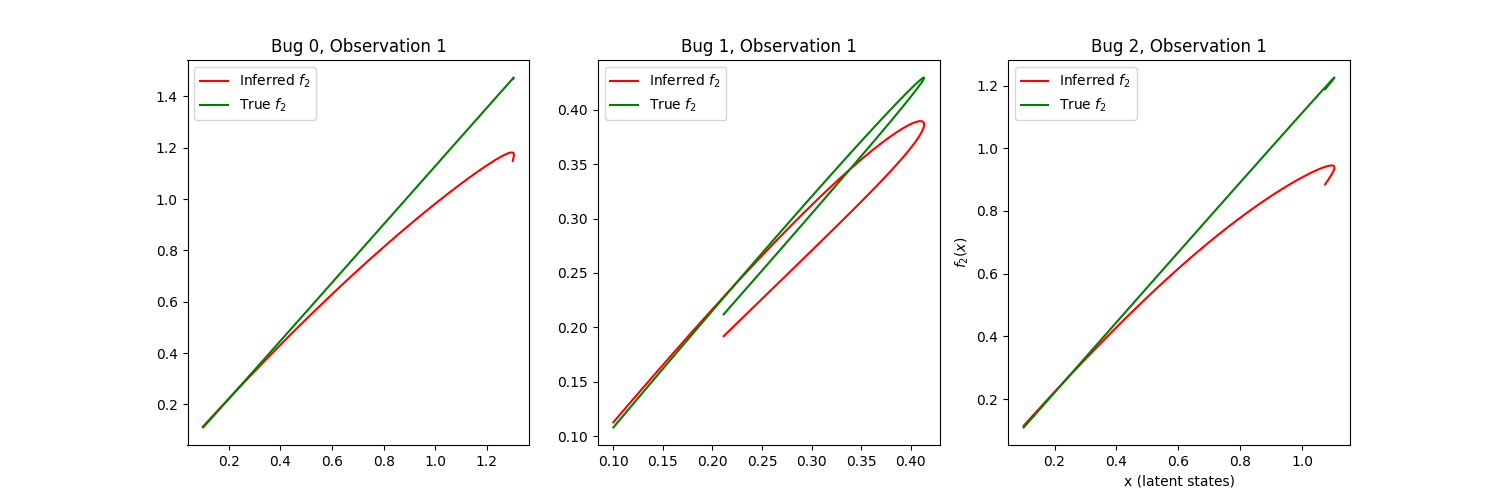 Bug 0, Observation 1
Inferred f₂
True f₂
1.4
1.2
1.0
0.8
0.6
0.4
0.2
0.2 0.4 0.6 0.8 1.0 1.2
Bug 1, Observation 1
Inferred f₂
True f₂
0.40
0.35
0.30
0.25
0.20
0.15
0.10
0.10 0.15 0.20 0.25 0.30 0.35 0.40
Bug 2, Observation 1
Inferred f₂
True f₂
f₂(x)
1.2
1.0
0.8
0.6
0.4
0.2
0.2 0.4 0.6 0.8 1.0
x (latent states)